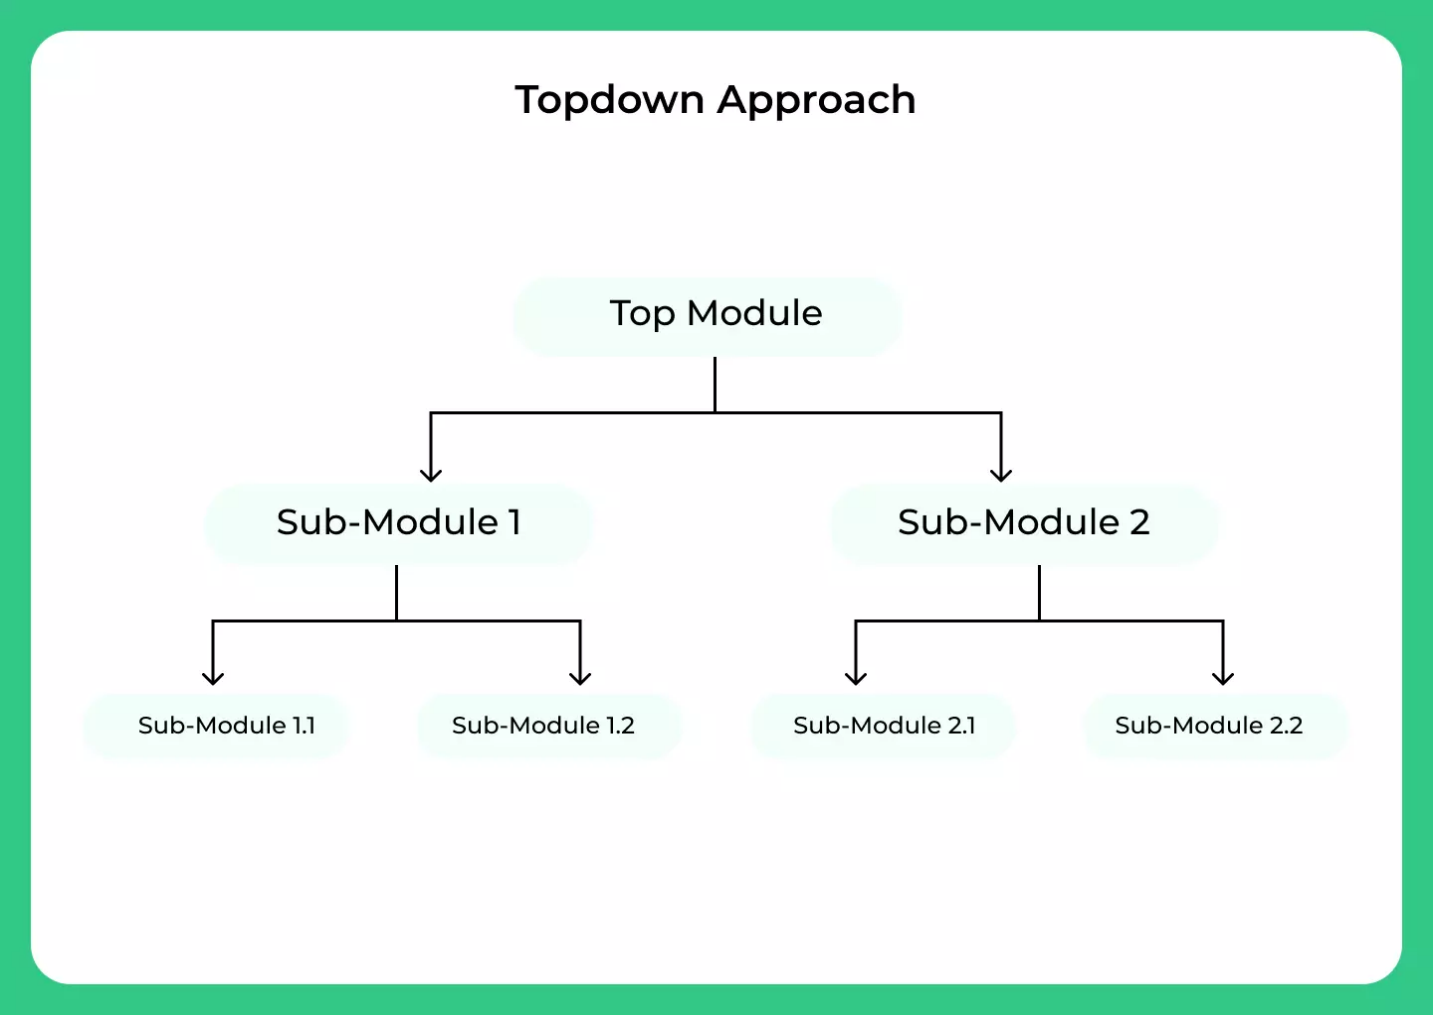 Topdown Approach
Top Module
Sub-Module 1
Sub-Module 2
Sub-Module 1.1
Sub-Module 1.2
Sub-Module 2.1
Sub-Module 2.2